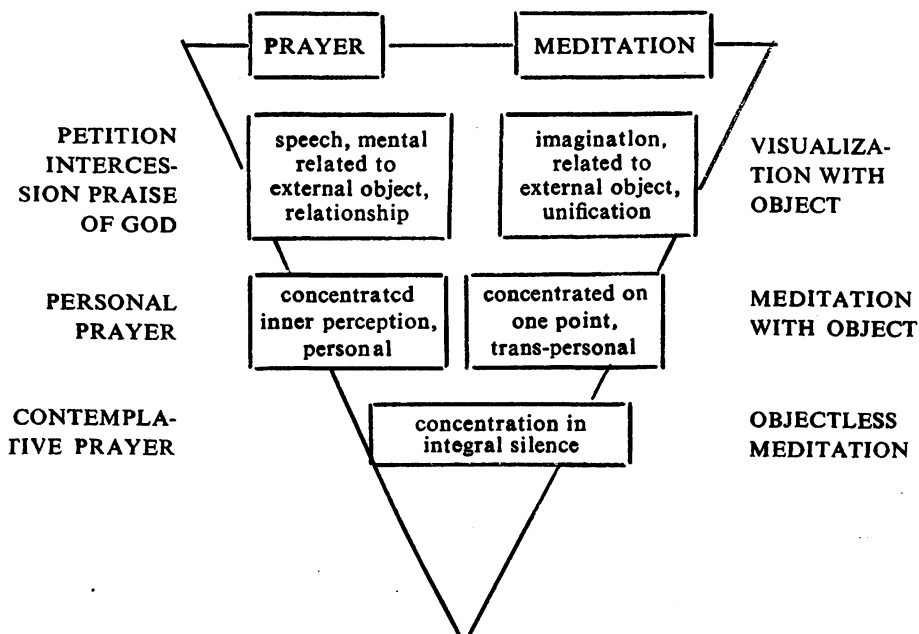 PRAYER
MEDITATION
PETITION
INTERCES-
SION PRAISE
OF GOD
speech, mental
related to
external object,
relationship
imagination,
related to
external object,
unification
VISUALIZA-
TION WITH
OBJECT
PERSONAL
PRAYER
concentrated
inner perception,
personal
concentrated on
one point,
trans-personal
MEDITATION
WITH OBJECT
CONTEMPLA-
TIVE PRAYER
concentration in
integral silence
OBJECTLESS
MEDITATION